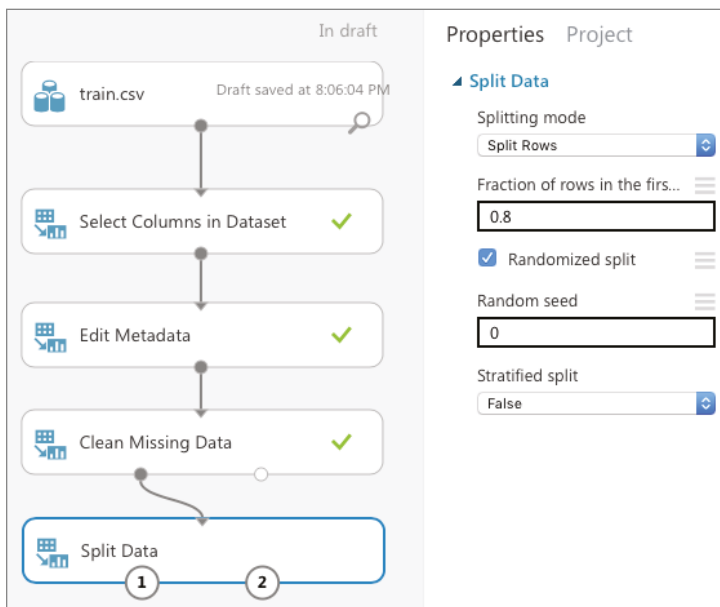 In draft
train.csv
Draft saved at 8:06:04 PM
Select Columns in Dataset
Edit Metadata
Clean Missing Data
Split Data
1
2
Properties Project
Split Data
Splitting mode
Split Rows
Fraction of rows in the firs...
0.8
Randomized split
Random seed
0
Stratified split
False